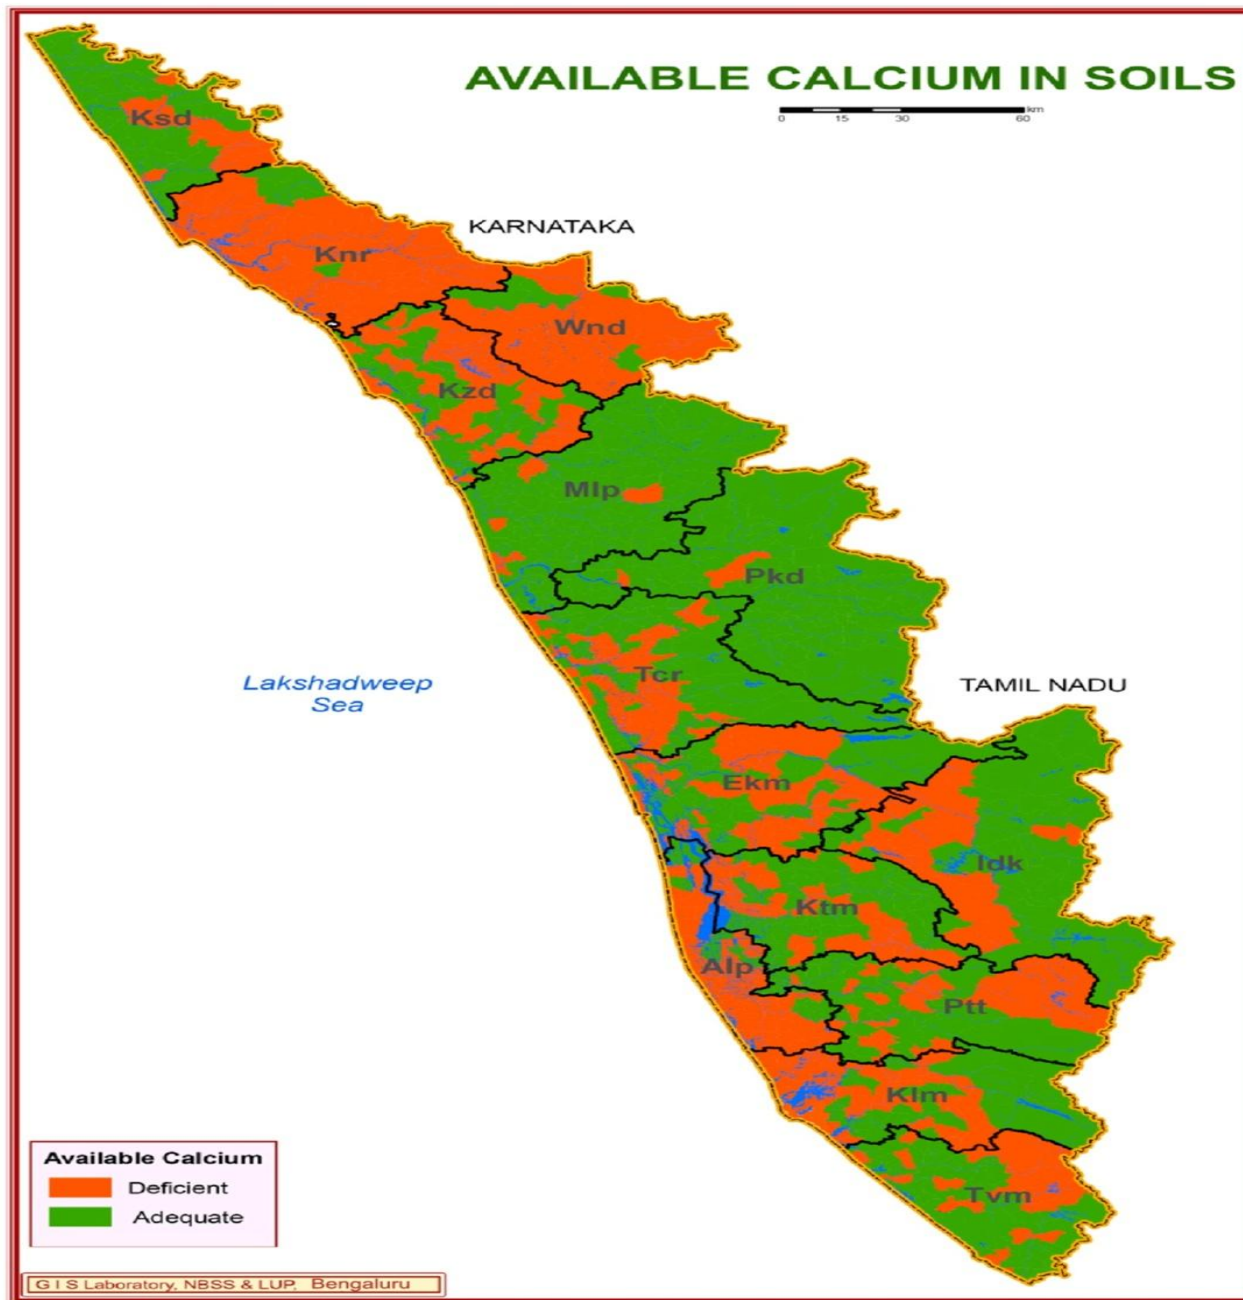 AVAILABLE CALCIUM IN SOILS
km
0 15 30 60
Ksd
KARNATAKA
Knr
Wnd
Kzd
Mlp
Pkd
Tcr
Lakshadweep
Sea
TAMIL NADU
Ekm
Idk
Ktm
Alp
Ptt
Klm
Tvm
Available Calcium
Deficient
Adequate
G I S Laboratory, NBSS & LUP, Bengaluru